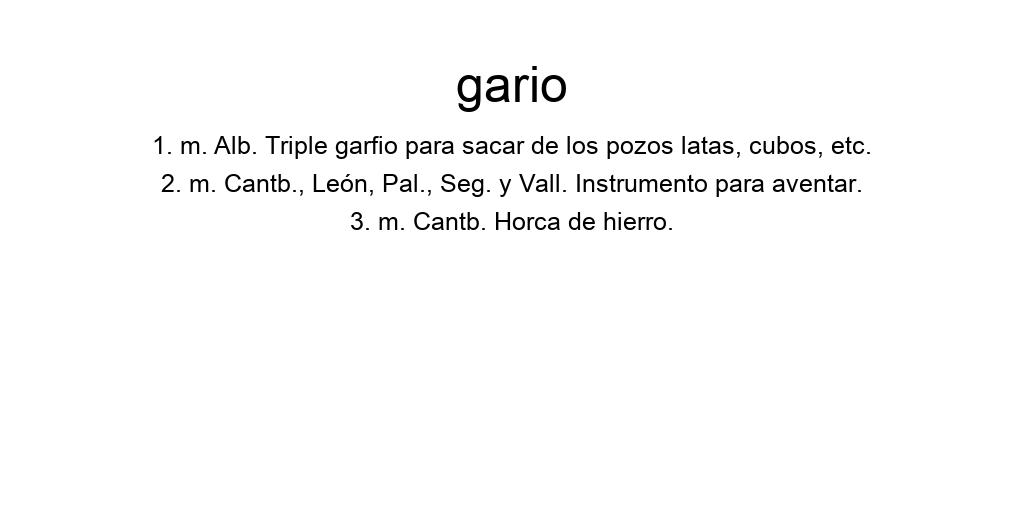 gario
1. m. Alb. Triple garfio para sacar de los pozos latas, cubos, etc.
2. m. Cantb., León, Pal., Seg. y Vall. Instrumento para aventar.
3. m. Cantb. Horca de hierro.